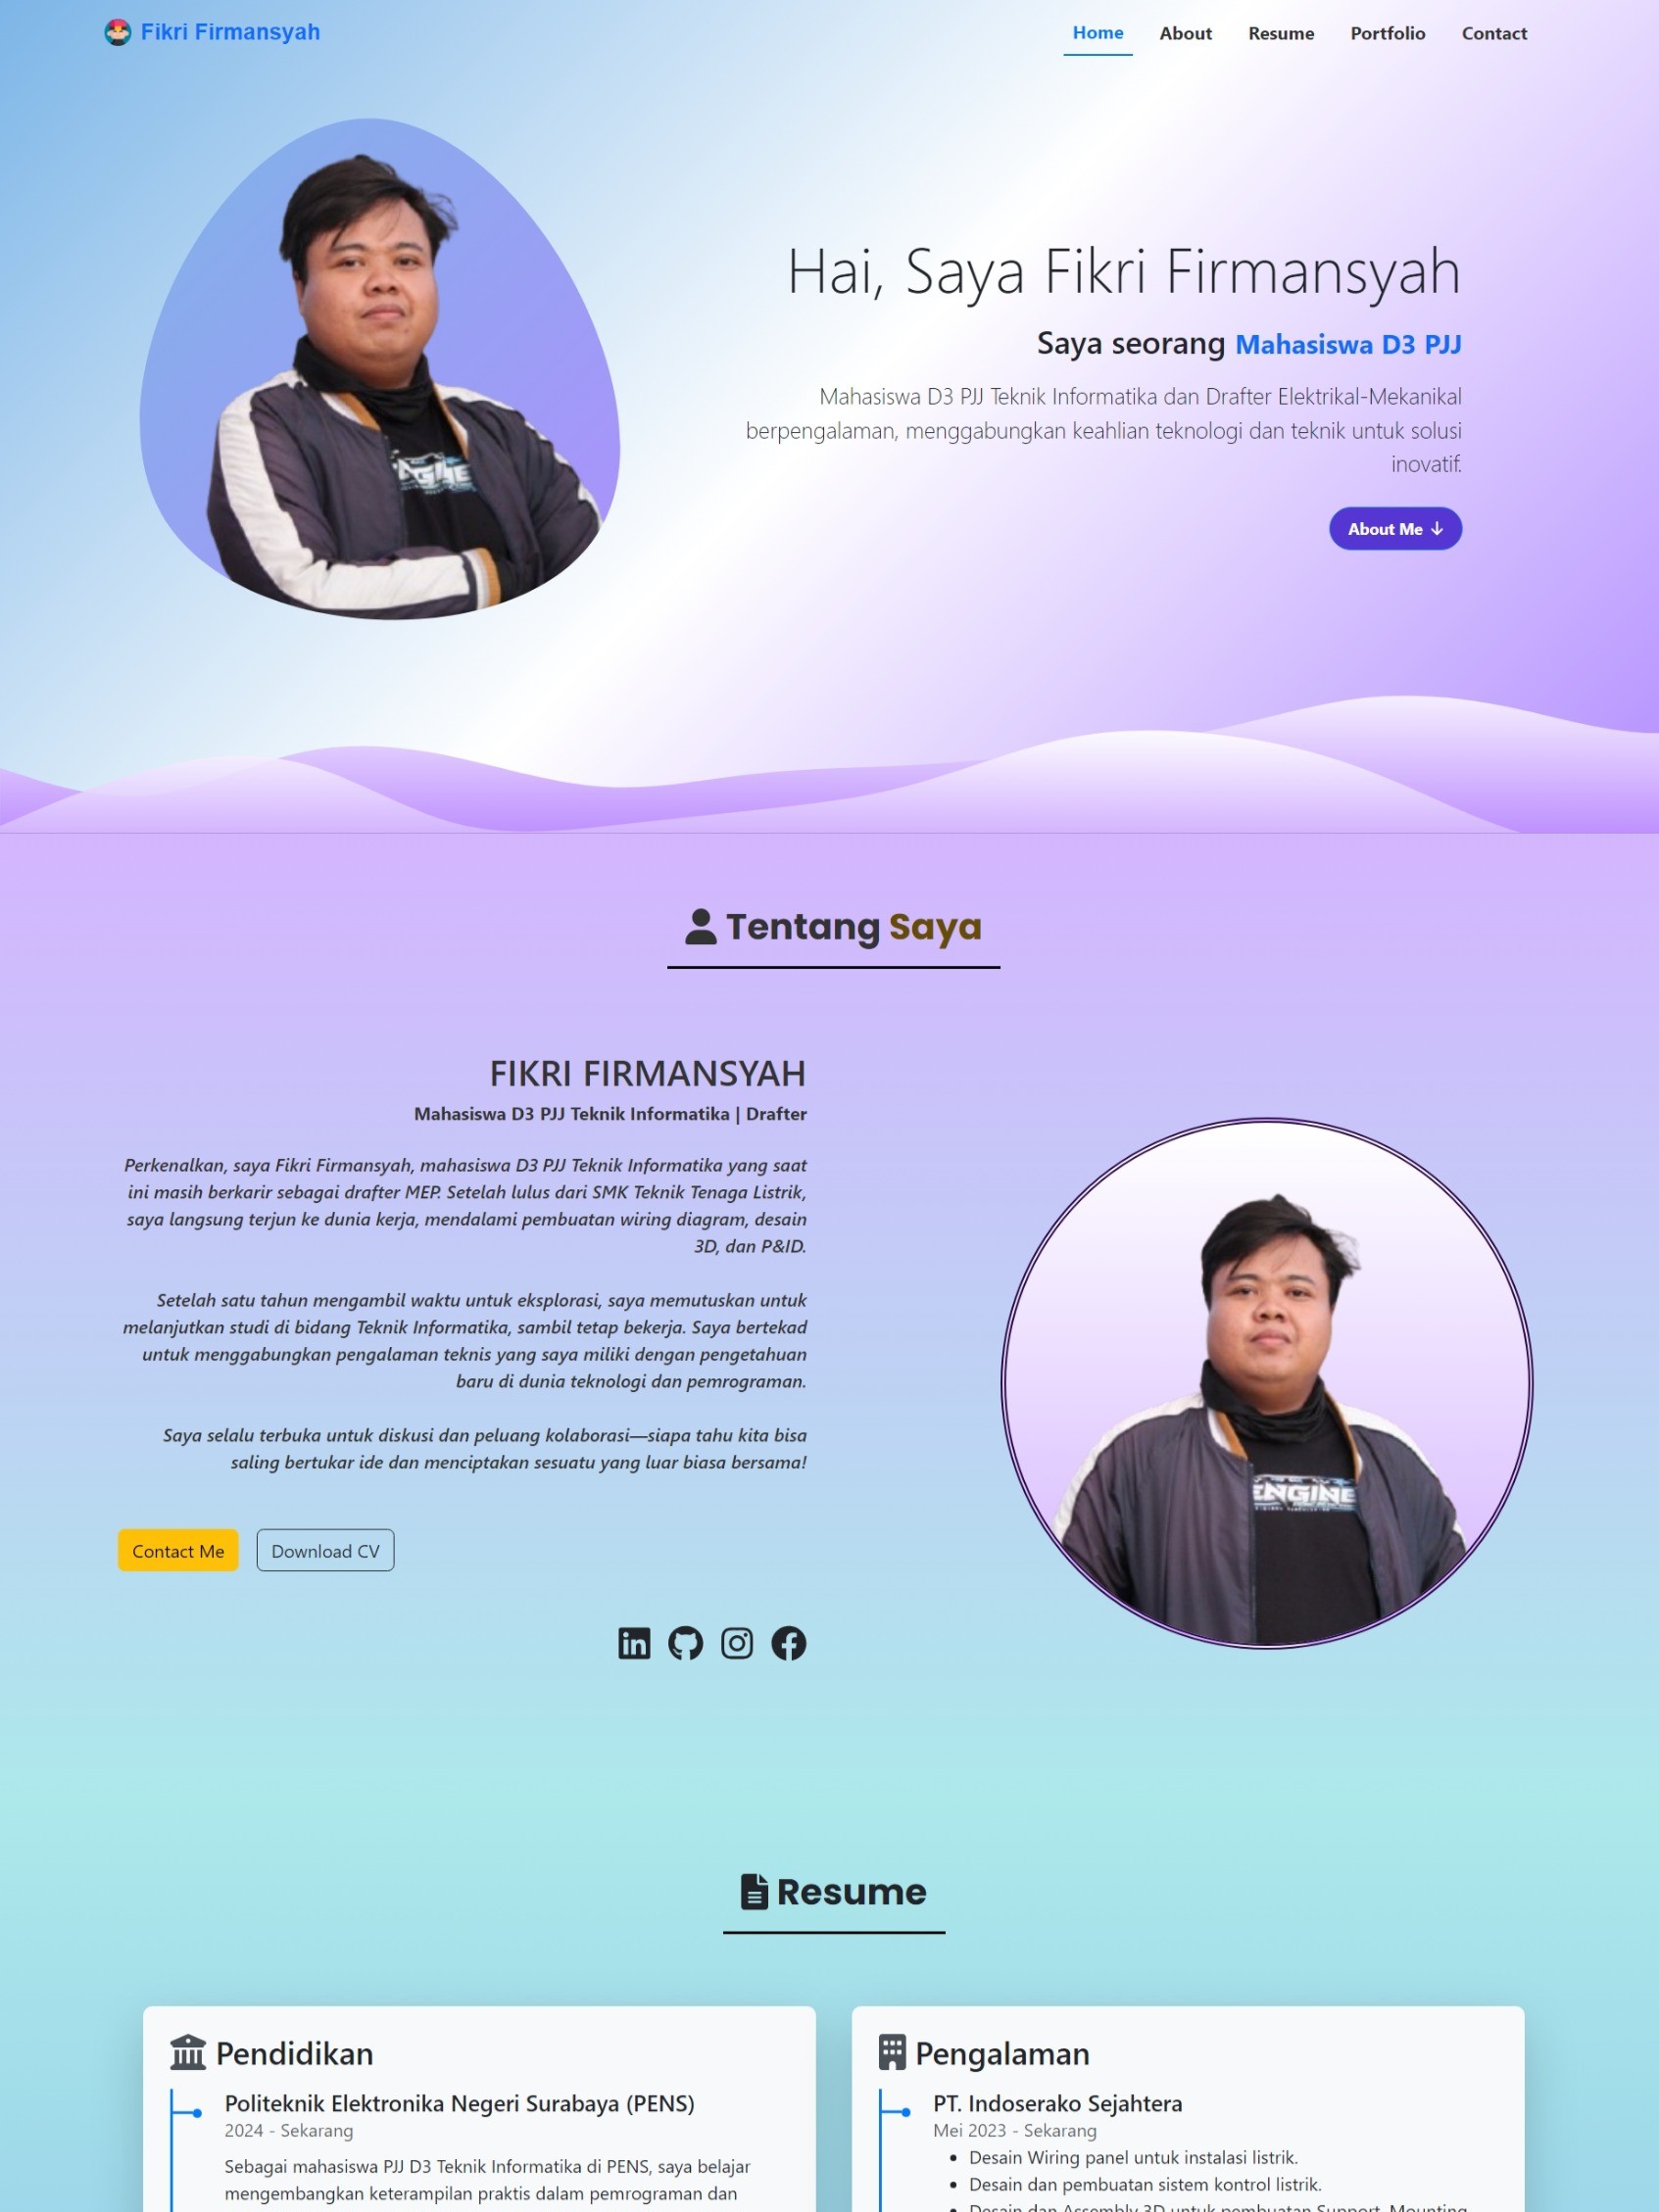 Fikri Firmansyah
Home About Resume Portfolio Contact
Hai, Saya Fikri Firmansyah
Saya seorang Mahasiswa D3 PJJ
Mahasiswa D3 PJJ Teknik Informatika dan Drafter Elektrikal-Mekanikal
berpengalaman, menggabungkan keahlian teknologi dan teknik untuk solusi
inovatif.
About Me
Tentang Saya
FIKRI FIRMANSYAH
Mahasiswa D3 PJJ Teknik Informatika | Drafter
Perkenalkan, saya Fikri Firmansyah, mahasiswa D3 PJJ Teknik Informatika yang saat
ini masih berkarir sebagai drafter MEP. Setelah lulus dari SMK Teknik Tenaga Listrik,
saya langsung terjun ke dunia kerja, mendalami pembuatan wiring diagram, desain
3D, dan P&ID.
Setelah satu tahun mengambil waktu untuk eksplorasi, saya memutuskan untuk
melanjutkan studi di bidang Teknik Informatika, sambil tetap bekerja. Saya bertekad
untuk menggabungkan pengalaman teknis yang saya miliki dengan pengetahuan
baru di dunia teknologi dan pemrograman.
Saya selalu terbuka untuk diskusi dan peluang kolaborasi—siapa tahu kita bisa
saling bertukar ide dan menciptakan sesuatu yang luar biasa bersama!
Contact Me
Download CV
ENGINE
Resume
Pendidikan
Politeknik Elektronika Negeri Surabaya (PENS)
2024 - Sekarang
Sebagai mahasiswa PJJ D3 Teknik Informatika di PENS, saya belajar
mengembangkan keterampilan praktis dalam pemrograman dan
Pengalaman
PT. Indoserako Sejahtera
Mei 2023 - Sekarang
Desain Wiring panel untuk instalasi listrik.
Desain dan pembuatan sistem kontrol listrik.
Desain dan Assembly 3D untuk pembuatan Support, Mounting